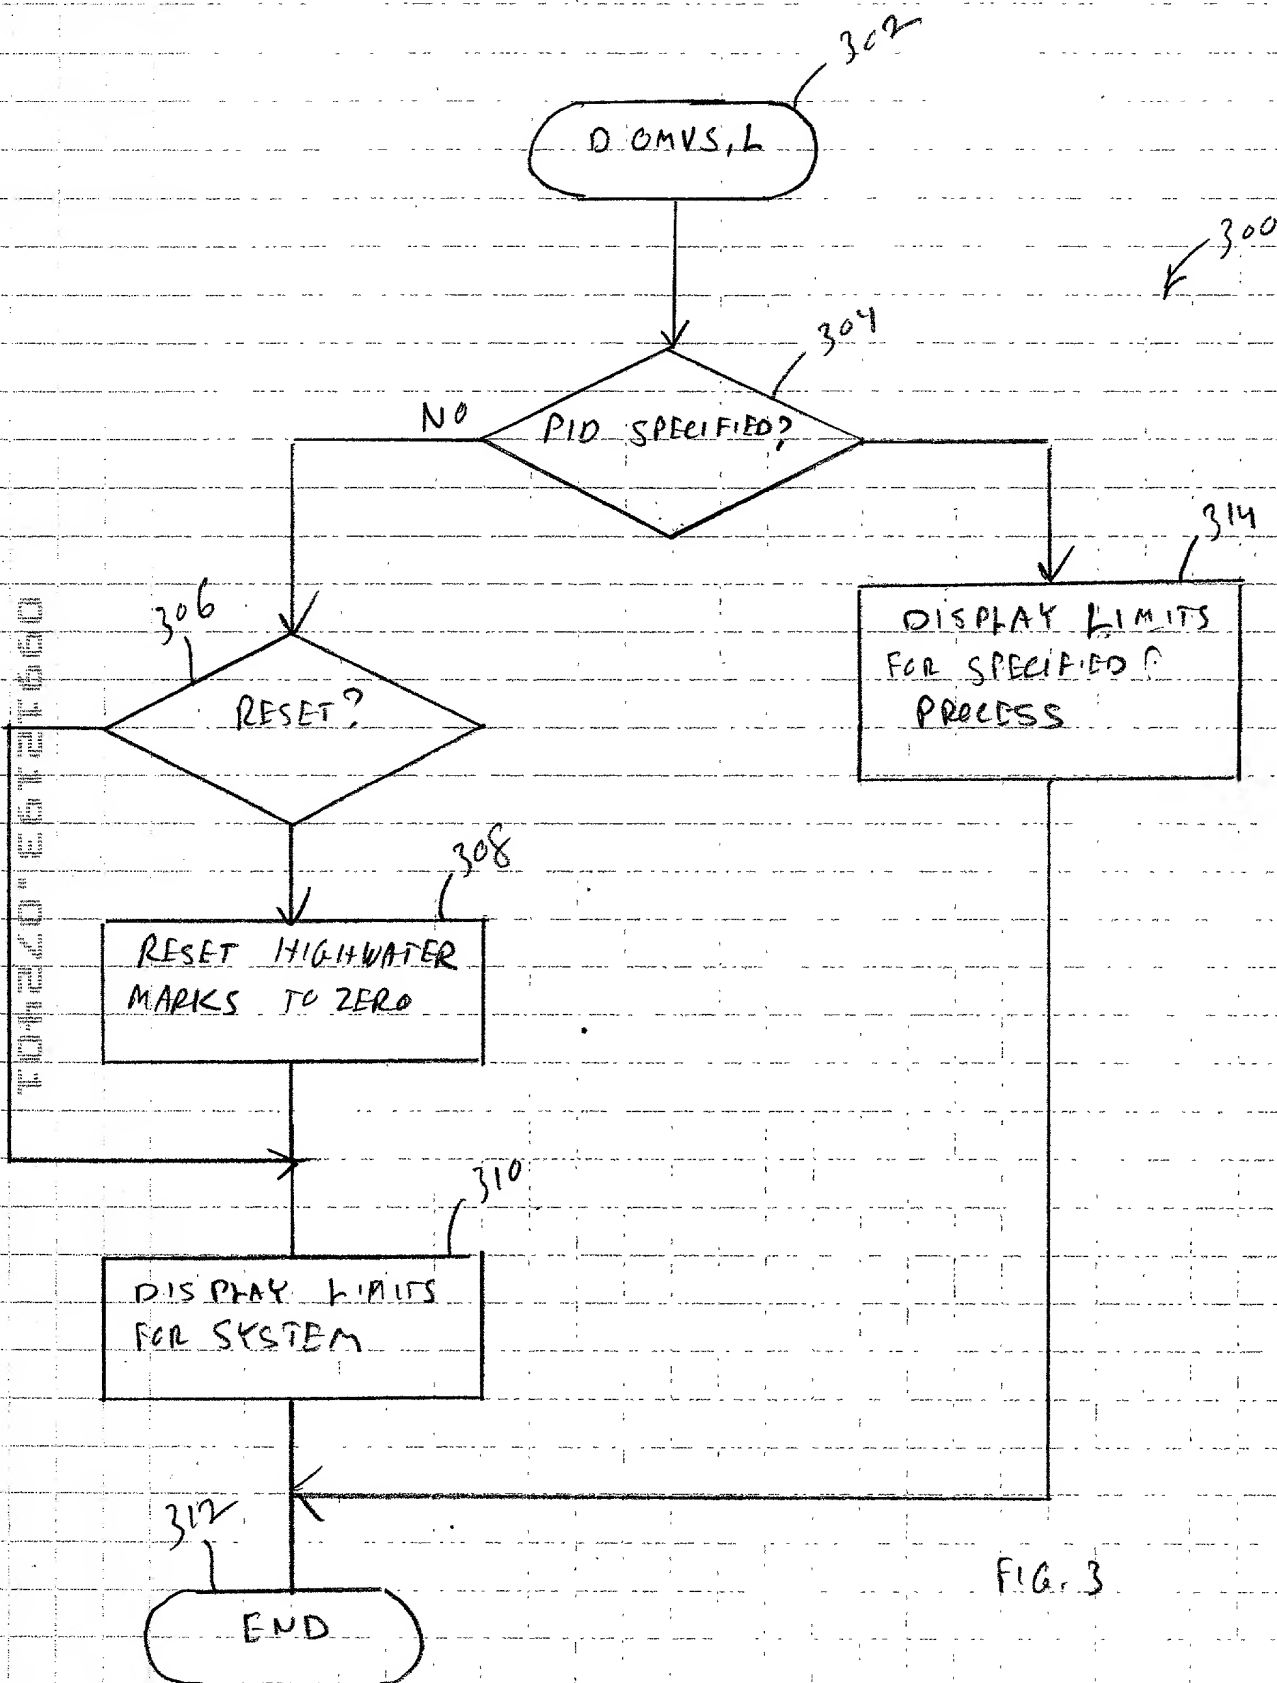 302
D OMVS,L
300
304
NO
PID SPECIFIED?
314
DISPLAY LIMITS
FOR SPECIFIED
PROCESS
306
RESET?
308
RESET HIGHWATER
MARKS TO ZERO
310
DISPLAY LIMITS
FOR SYSTEM
312
END
FIG. 3